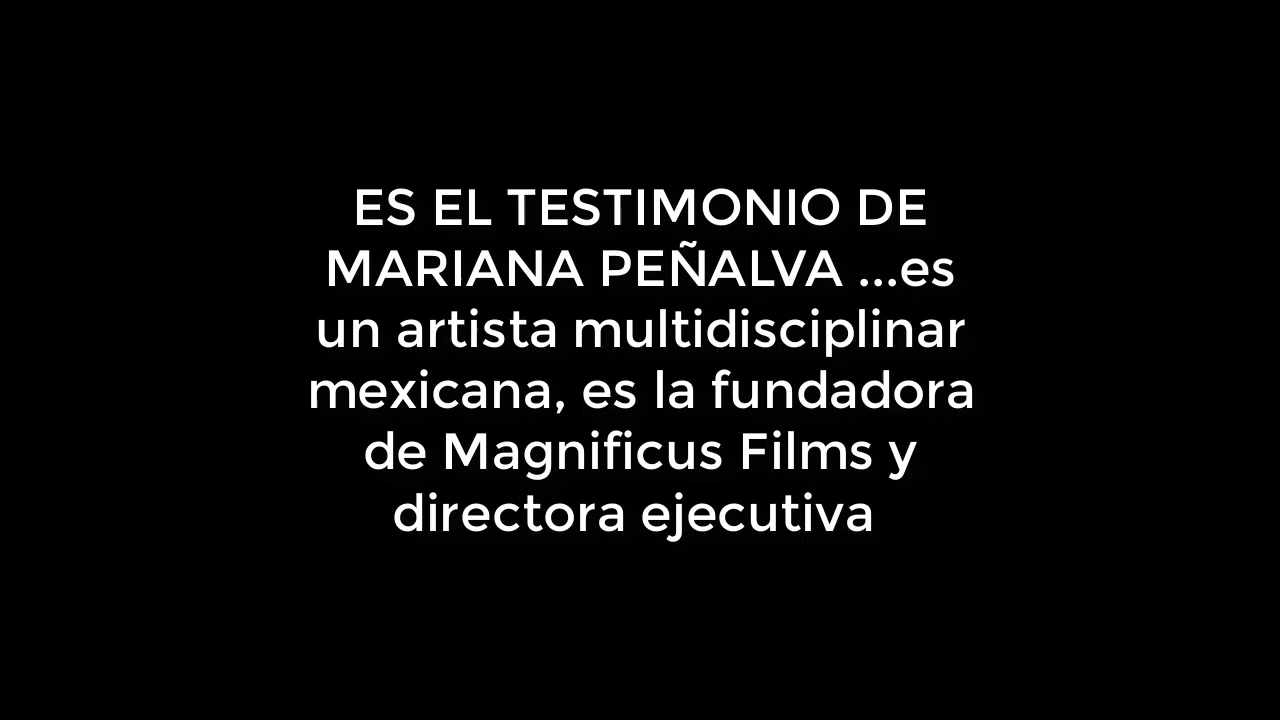 ES EL TESTIMONIO DE
MARIANA PEÑALVA ...es
un artista multidisciplinar
mexicana, es la fundadora
de Magnificus Films y
directora ejecutiva